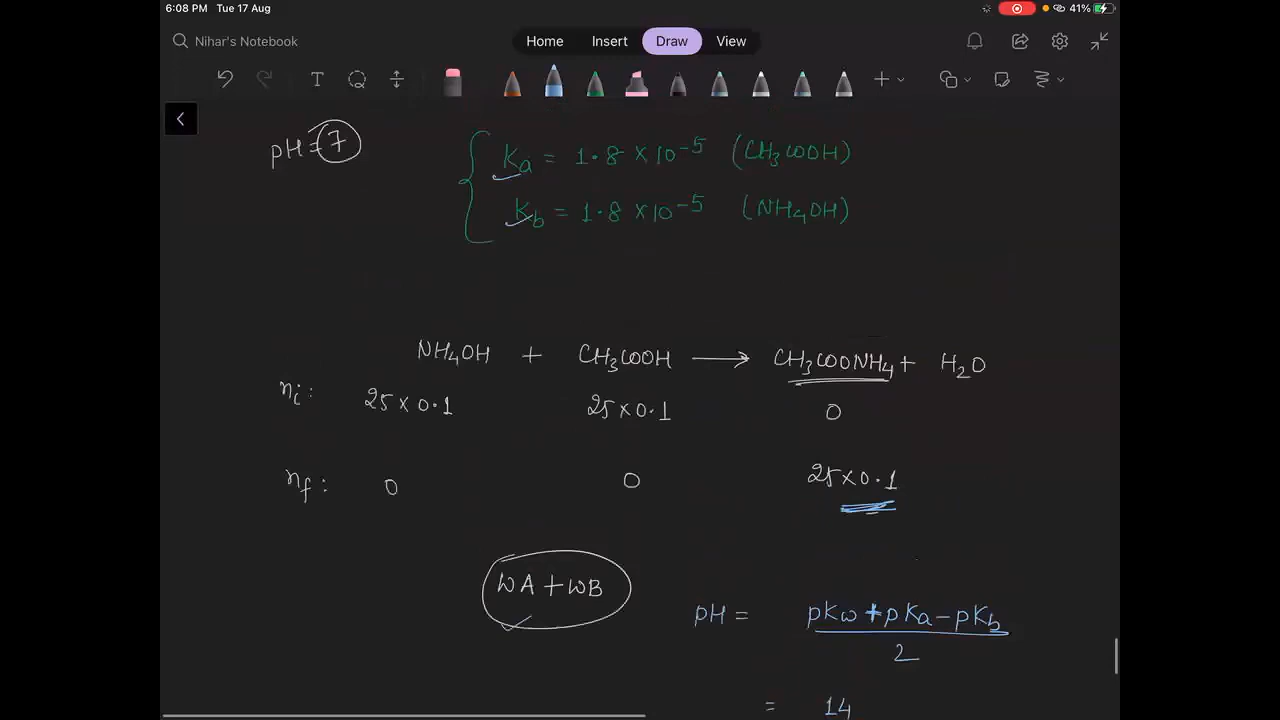 6:08 PM Tue 17 Aug
41%
Nihar's Notebook
Home Insert Draw View
T
pH = 7
Ka = 1.8 × 10⁻⁵ (CH₃COOH)
Kb = 1.8 × 10⁻⁵ (NH₄OH)
NH₄OH + CH₃COOH ⟶ CH₃COONH₄ + H₂O
nᵢ: 25 × 0.1 25 × 0.1 0
n_f: 0 0 25 × 0.1
WA + WB
pH = pKw + pKa − pKb
2
= 14